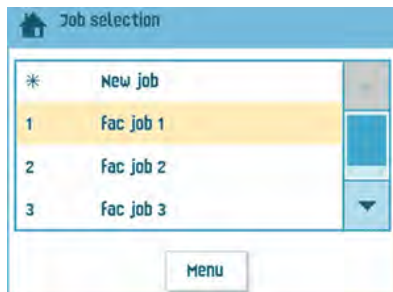 Job selection
* New job
1 Fac job 1
2 Fac job 2
3 Fac job 3
Menu